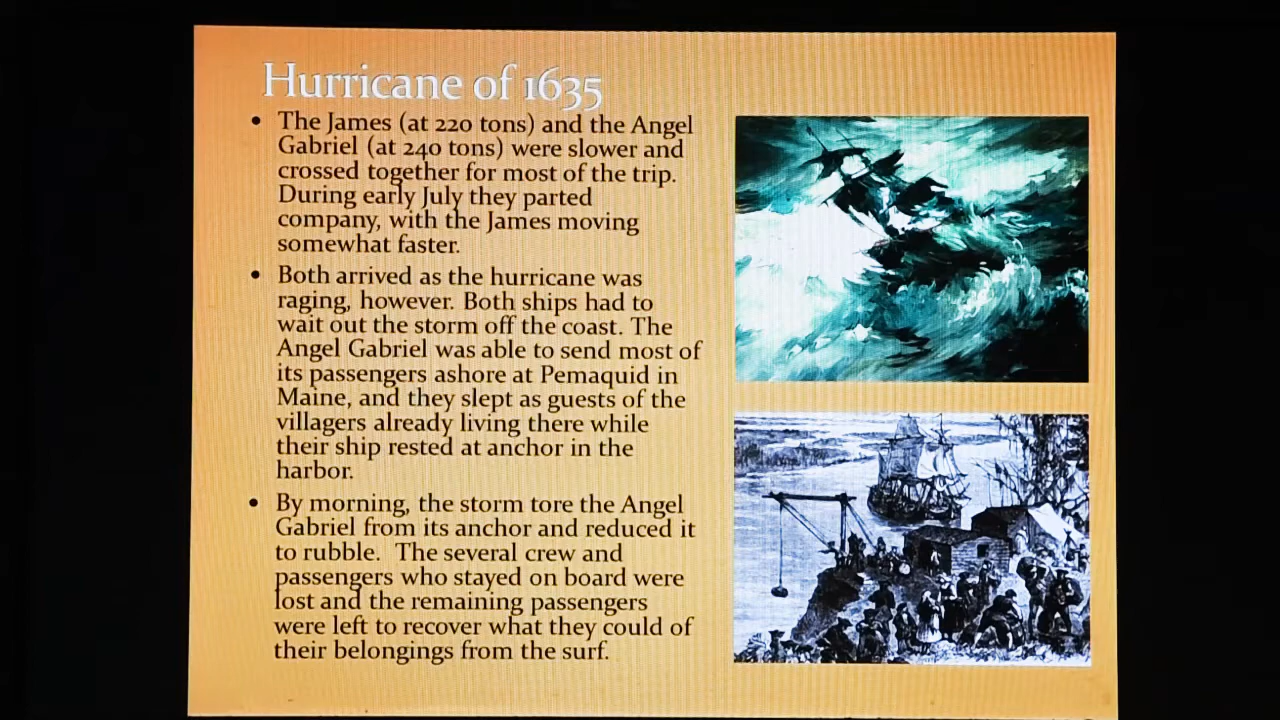 Hurricane of 1635
• The James (at 220 tons) and the Angel
Gabriel (at 240 tons) were slower and
crossed together for most of the trip.
During early July they parted
company, with the James moving
somewhat faster.
• Both arrived as the hurricane was
raging, however. Both ships had to
wait out the storm off the coast. The
Angel Gabriel was able to send most of
its passengers ashore at Pemaquid in
Maine, and they slept as guests of the
villagers already living there while
their ship rested at anchor in the
harbor.
• By morning, the storm tore the Angel
Gabriel from its anchor and reduced it
to rubble. The several crew and
passengers who stayed on board were
lost and the remaining passengers
were left to recover what they could of
their belongings from the surf.